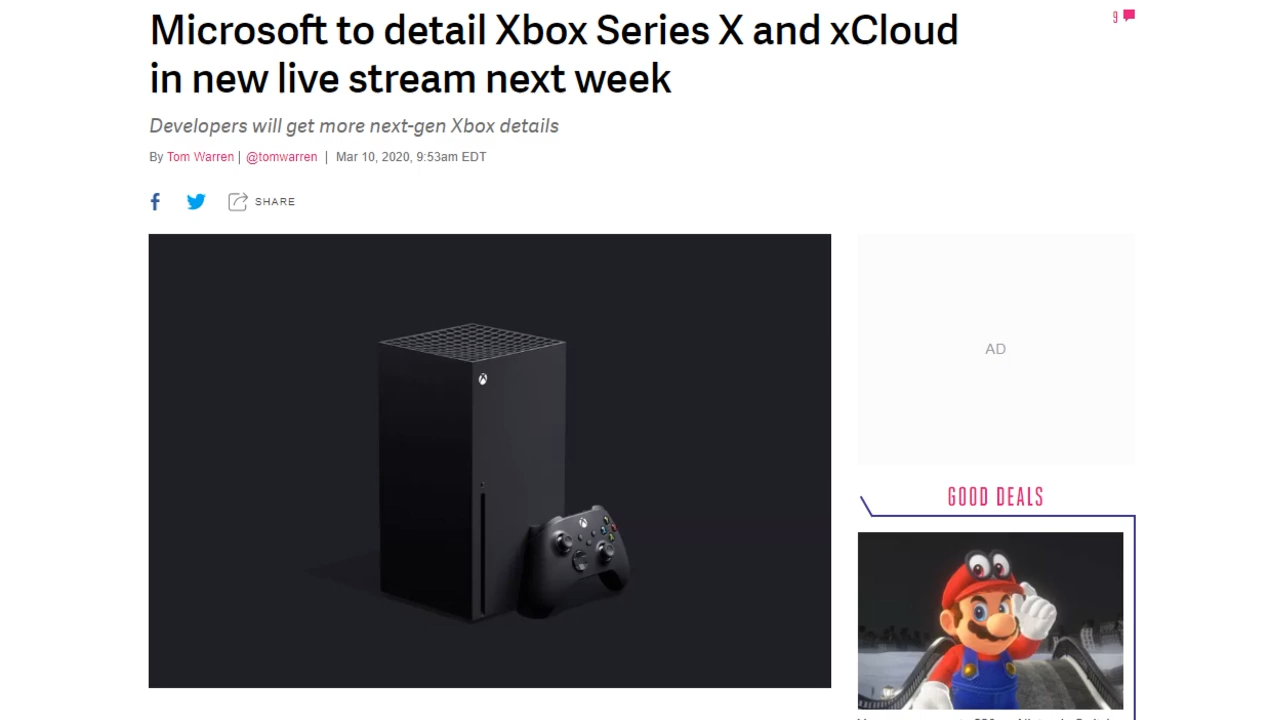 Microsoft to detail Xbox Series X and xCloud
in new live stream next week
9
Developers will get more next-gen Xbox details
By Tom Warren | @tomwarren | Mar 10, 2020, 9:53am EDT
SHARE
AD
GOOD DEALS